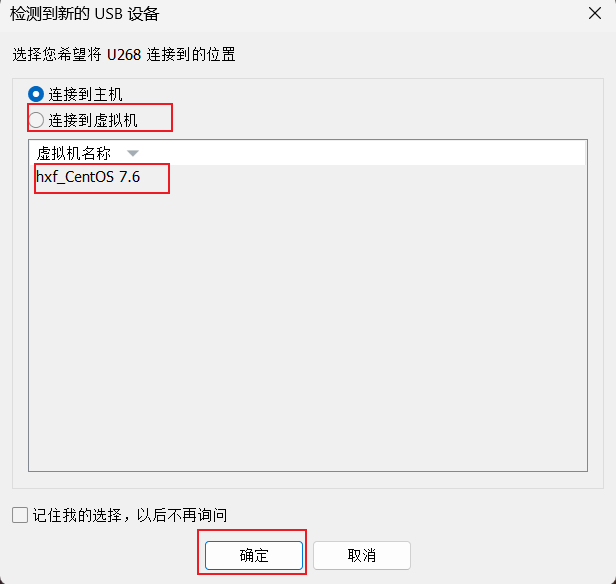 检测到新的 USB 设备
选择您希望将 U268 连接到的位置
连接到主机
连接到虚拟机
虚拟机名称
hxf_CentOS 7.6
记住我的选择，以后不再询问
确定
取消